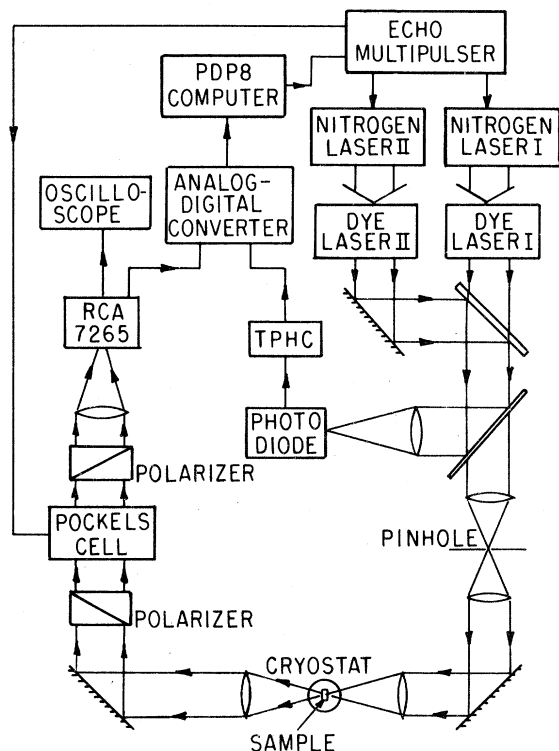 ECHO
MULTIPULSER
PDP8
COMPUTER
NITROGEN
LASER II
NITROGEN
LASER I
OSCILLO-
SCOPE
ANALOG-
DIGITAL
CONVERTER
DYE
LASER II
DYE
LASER I
RCA
7265
TPHC
PHOTO
DIODE
POLARIZER
POCKELS
CELL
PINHOLE
POLARIZER
CRYOSTAT
SAMPLE